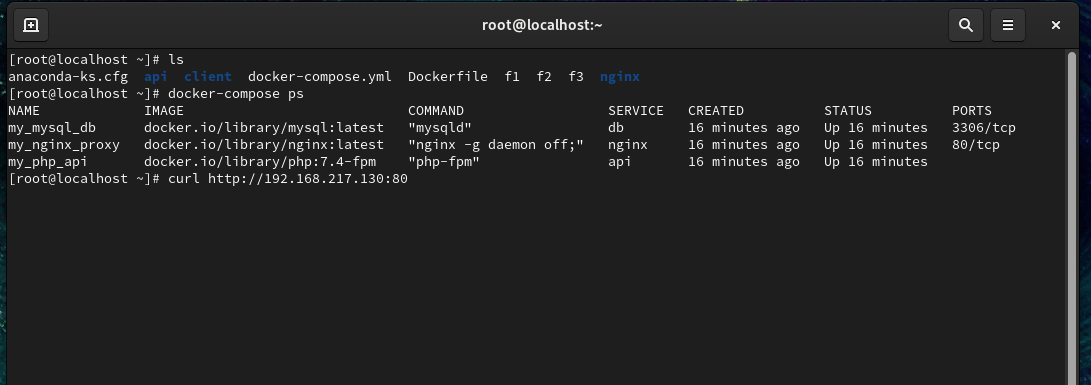 root@localhost:~
[root@localhost ~]# ls
anaconda-ks.cfg  api  client  docker-compose.yml  Dockerfile  f1  f2  f3  nginx
[root@localhost ~]# docker-compose ps
NAME             IMAGE                            COMMAND                  SERVICE   CREATED          STATUS          PORTS
my_mysql_db      docker.io/library/mysql:latest   "mysqld"                 db        16 minutes ago   Up 16 minutes   3306/tcp
my_nginx_proxy   docker.io/library/nginx:latest   "nginx -g daemon off;"   nginx     16 minutes ago   Up 16 minutes   80/tcp
my_php_api       docker.io/library/php:7.4-fpm    "php-fpm"                api       16 minutes ago   Up 16 minutes
[root@localhost ~]# curl http://192.168.217.130:80